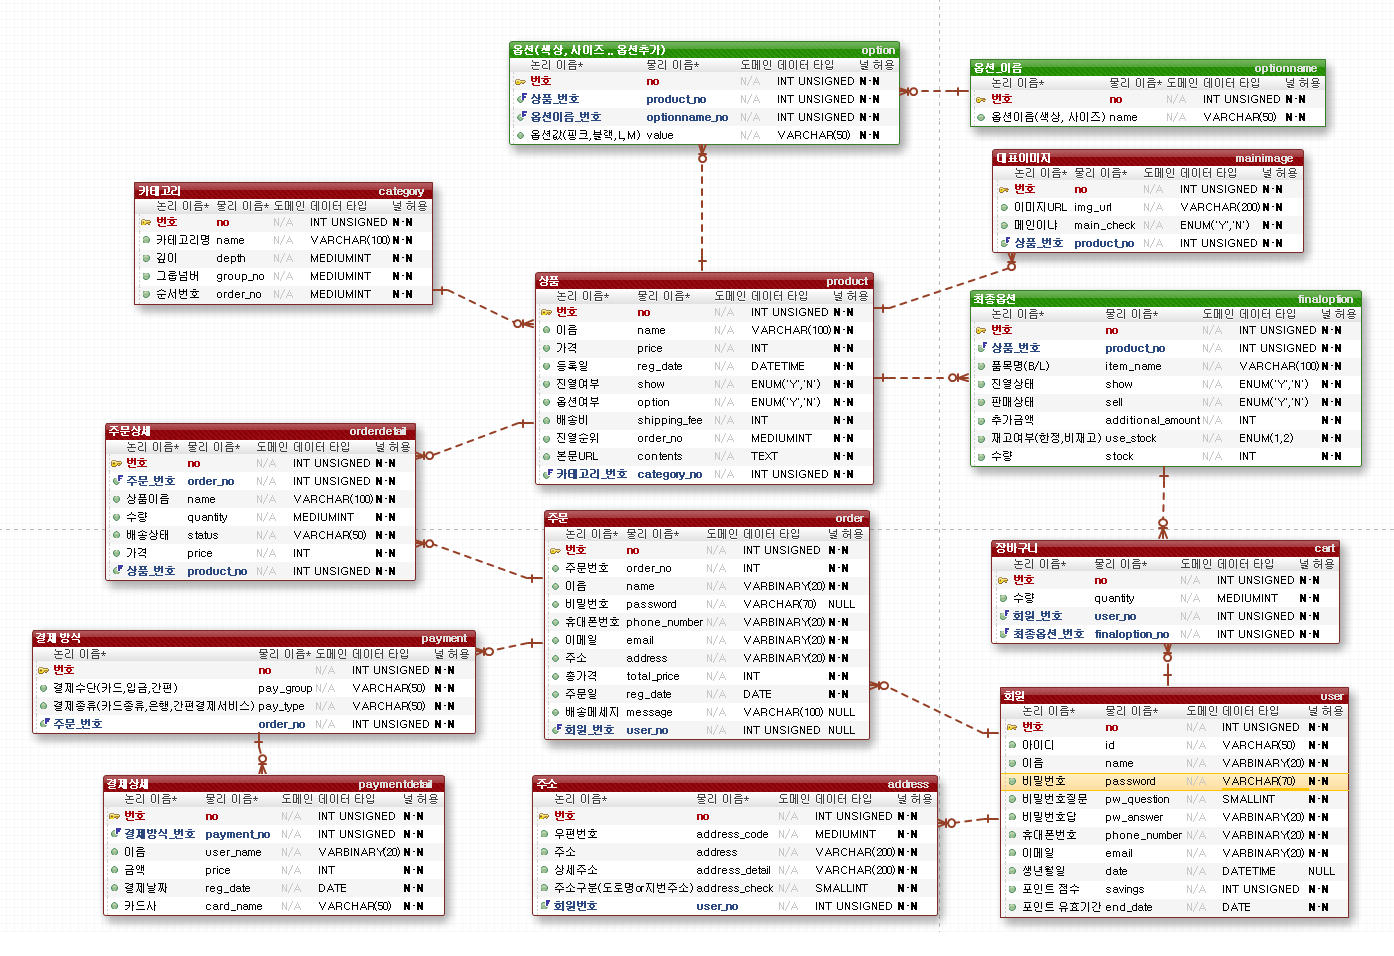 옵션(색상, 사이즈 .. 옵션추가) option
논리 이름* 물리 이름* 도메인 데이터 타입 널 허용
번호 no N/A INT UNSIGNED N-N
상품_번호 product_no N/A INT UNSIGNED N-N
옵션이름_번호 optionname_no N/A INT UNSIGNED N-N
옵션값(핑크,블랙,L,M) value N/A VARCHAR(50) N-N
옵션_이름 optionname
논리 이름* 물리 이름* 도메인 데이터 타입 널 허용
번호 no N/A INT UNSIGNED N-N
옵션이름(색상, 사이즈) name N/A VARCHAR(50) N-N
대표이미지 mainimage
논리 이름* 물리 이름* 도메인 데이터 타입 널 허용
번호 no N/A INT UNSIGNED N-N
이미지URL img_url N/A VARCHAR(200) N-N
메인이냐 main_check N/A ENUM('Y','N') N-N
상품_번호 product_no N/A INT UNSIGNED N-N
카테고리 category
논리 이름* 물리 이름* 도메인 데이터 타입 널 허용
번호 no N/A INT UNSIGNED N-N
카테고리명 name N/A VARCHAR(100) N-N
깊이 depth N/A MEDIUMINT N-N
그룹넘버 group_no N/A MEDIUMINT N-N
순서번호 order_no N/A MEDIUMINT N-N
상품 product
논리 이름* 물리 이름* 도메인 데이터 타입 널 허용
번호 no N/A INT UNSIGNED N-N
이름 name N/A VARCHAR(100) N-N
가격 price N/A INT N-N
등록일 reg_date N/A DATETIME N-N
진열여부 show N/A ENUM('Y','N') N-N
옵션여부 option N/A ENUM('Y','N') N-N
배송비 shipping_fee N/A INT N-N
진열순위 order_no N/A MEDIUMINT N-N
본문URL contents N/A TEXT N-N
카테고리_번호 category_no N/A INT UNSIGNED N-N
최종옵션 finaloption
논리 이름* 물리 이름* 도메인 데이터 타입 널 허용
번호 no N/A INT UNSIGNED N-N
상품_번호 product_no N/A INT UNSIGNED N-N
품목명(B/L) item_name N/A VARCHAR(100) N-N
진열상태 show N/A ENUM('Y','N') N-N
판매상태 sell N/A ENUM('Y','N') N-N
추가금액 additional_amount N/A INT N-N
재고여부(한정,비재고) use_stock N/A ENUM(1,2) N-N
수량 stock N/A INT N-N
주문상세 orderdetail
논리 이름* 물리 이름* 도메인 데이터 타입 널 허용
번호 no N/A INT UNSIGNED N-N
주문_번호 order_no N/A INT UNSIGNED N-N
상품이음 name N/A VARCHAR(100) N-N
수량 quantity N/A MEDIUMINT N-N
배송상태 status N/A VARCHAR(50) N-N
가격 price N/A INT N-N
상품_번호 product_no N/A INT UNSIGNED N-N
주문 order
논리 이름* 물리 이름* 도메인 데이터 타입 널 허용
번호 no N/A INT UNSIGNED N-N
주문번호 order_no N/A INT N-N
이름 name N/A VARBINARY(20) N-N
비밀번호 password N/A VARCHAR(70) NULL
휴대폰번호 phone_number N/A VARBINARY(20) N-N
이메일 email N/A VARBINARY(20) N-N
주소 address N/A VARBINARY(20) N-N
총가격 total_price N/A INT N-N
주문일 reg_date N/A DATE N-N
배송메세지 message N/A VARCHAR(100) NULL
회원_번호 user_no N/A INT UNSIGNED NULL
장바구니 cart
논리 이름* 물리 이름* 도메인 데이터 타입 널 허용
번호 no N/A INT UNSIGNED N-N
수량 quantity N/A MEDIUMINT N-N
회원_번호 user_no N/A INT UNSIGNED N-N
최종옵션_번호 finaloption_no N/A INT UNSIGNED N-N
결제 방식 payment
논리 이름* 물리 이름* 도메인 데이터 타입 널 허용
번호 no N/A INT UNSIGNED N-N
결제수단(카드,입금,간편) pay_group N/A VARCHAR(50) N-N
결제종류(카드종류,은행,간편결제서비스) pay_type N/A VARCHAR(50) N-N
주문_번호 order_no N/A INT UNSIGNED N-N
회원 user
논리 이름* 물리 이름* 도메인 데이터 타입 널 허용
번호 no N/A INT UNSIGNED N-N
아이디 id N/A VARCHAR(50) N-N
이름 name N/A VARBINARY(20) N-N
비밀번호 password N/A VARCHAR(70) N-N
비밀번호질문 pw_question N/A SMALLINT N-N
비밀번호답 pw_answer N/A VARBINARY(20) N-N
휴대폰번호 phone_number N/A VARBINARY(20) N-N
이메일 email N/A VARBINARY(20) N-N
생년월일 date N/A DATETIME NULL
포인트 점수 savings N/A INT UNSIGNED N-N
포인트 유효기간 end_date N/A DATE N-N
결제상세 paymentdetail
논리 이름* 물리 이름* 도메인 데이터 타입 널 허용
번호 no N/A INT UNSIGNED N-N
결제방식_번호 payment_no N/A INT UNSIGNED N-N
이음 user_name N/A VARBINARY(20) N-N
금액 price N/A INT N-N
결제날짜 reg_date N/A DATE N-N
카드사 card_name N/A VARCHAR(50) N-N
주소 address
논리 이름* 물리 이름* 도메인 데이터 타입 널 허용
번호 no N/A INT UNSIGNED N-N
우편번호 address_code N/A MEDIUMINT N-N
주소 address N/A VARCHAR(200) N-N
상세주소 address_detail N/A VARCHAR(200) N-N
주소구분(도로명or지번주소) address_check N/A SMALLINT N-N
회원번호 user_no N/A INT UNSIGNED N-N